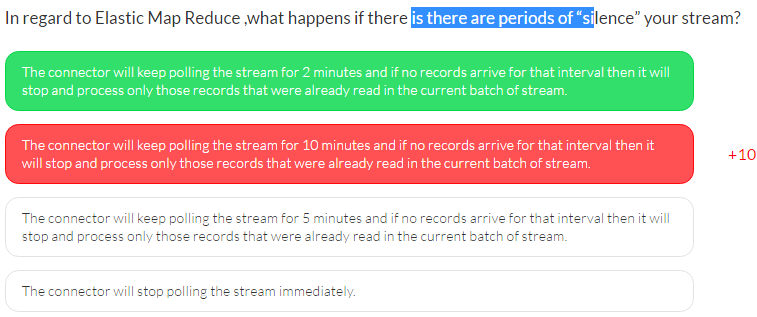 In regard to Elastic Map Reduce ,what happens if there is there are periods of “silence” your stream?
The connector will keep polling the stream for 2 minutes and if no records arrive for that interval then it will
stop and process only those records that were already read in the current batch of stream.
The connector will keep polling the stream for 10 minutes and if no records arrive for that interval then it
will stop and process only those records that were already read in the current batch of stream.
+10
The connector will keep polling the stream for 5 minutes and if no records arrive for that interval then it will
stop and process only those records that were already read in the current batch of stream.
The connector will stop polling the stream immediately.